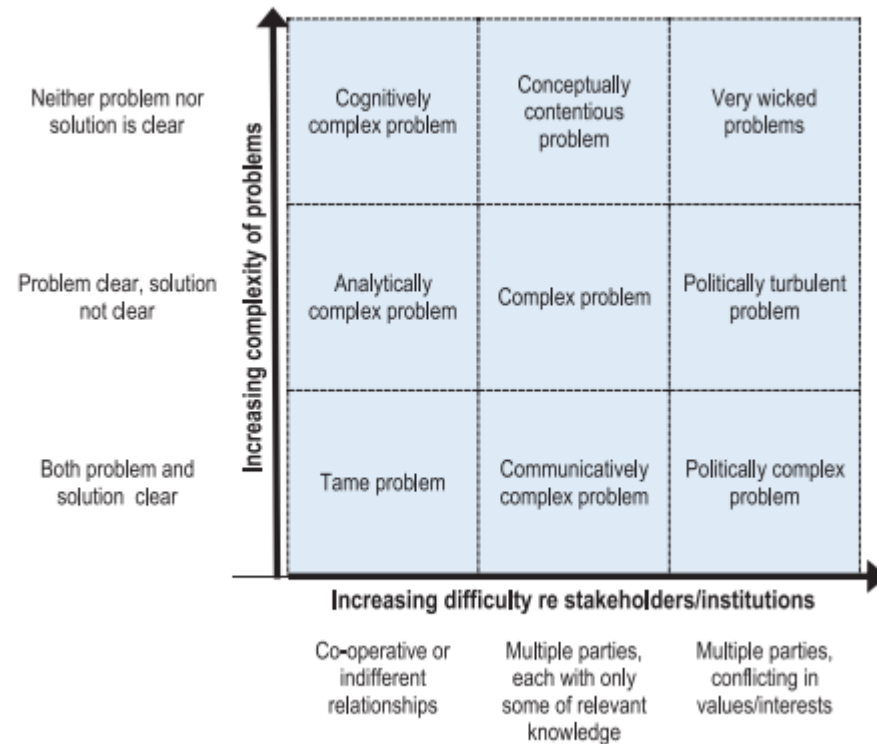 Neither problem nor
solution is clear
Cognitively
complex problem
Conceptually
contentious
problem
Very wicked
problems
Increasing complexity of problems
Problem clear, solution
not clear
Analytically
complex problem
Complex problem
Politically turbulent
problem
Both problem and
solution clear
Tame problem
Communicatively
complex problem
Politically complex
problem
Increasing difficulty re stakeholders/institutions
Co-operative or
indifferent
relationships
Multiple parties,
each with only
some of relevant
knowledge
Multiple parties,
conflicting in
values/interests